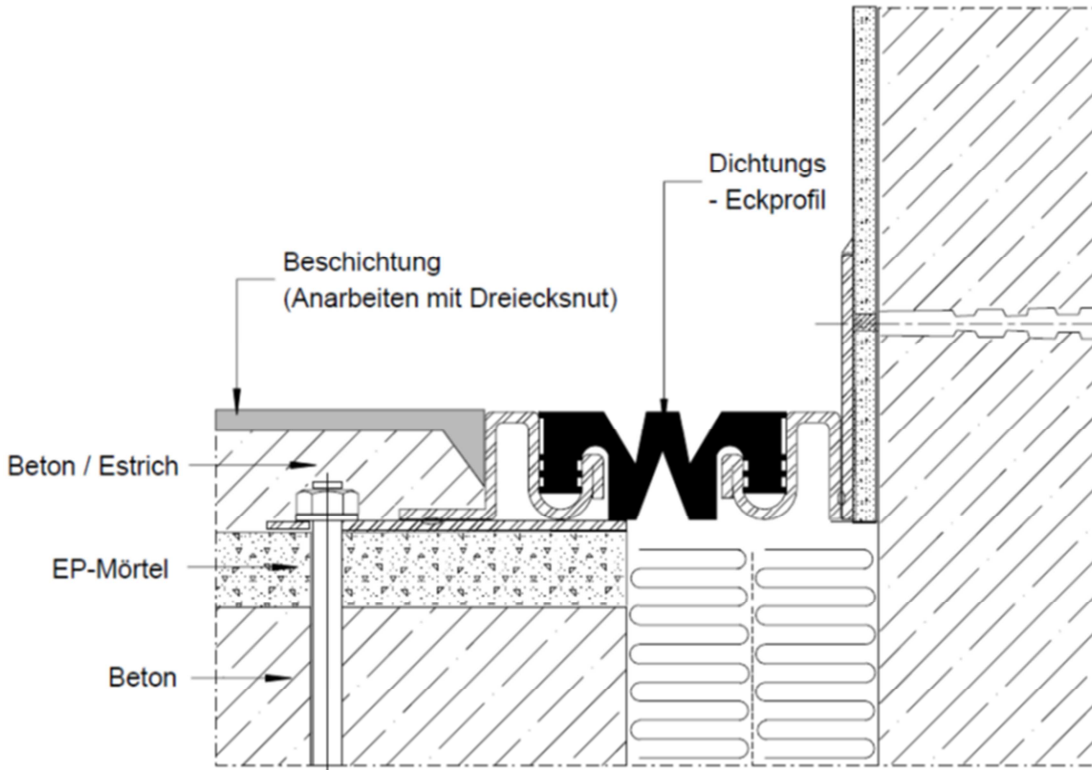 Dichtungs
- Eckprofil
Beschichtung
(Anarbeiten mit Dreiecksnut)
Beton / Estrich
EP-Mörtel
Beton